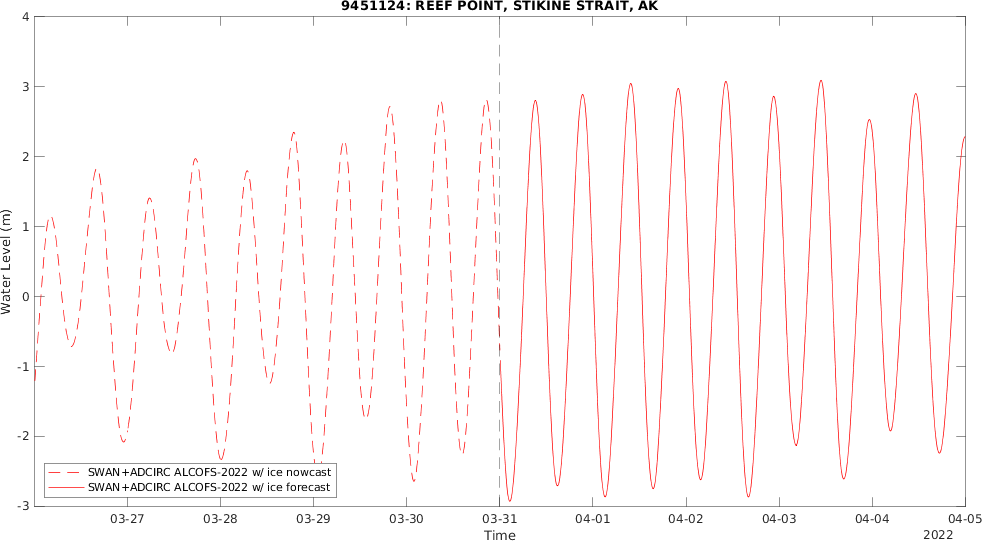 9451124: REEF POINT, STIKINE STRAIT, AK
4
3
2
1
0
-1
-2
-3
Water Level (m)
SWAN+ADCIRC ALCOFS-2022 w/ ice nowcast
SWAN+ADCIRC ALCOFS-2022 w/ ice forecast
03-27 03-28 03-29 03-30 03-31 04-01 04-02 04-03 04-04 04-05
Time
2022